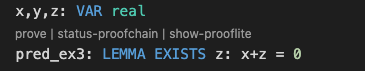 x,y,z: VAR real
prove | status-proofchain | show-prooflite
pred_ex3: LEMMA EXISTS z: x+z = 0